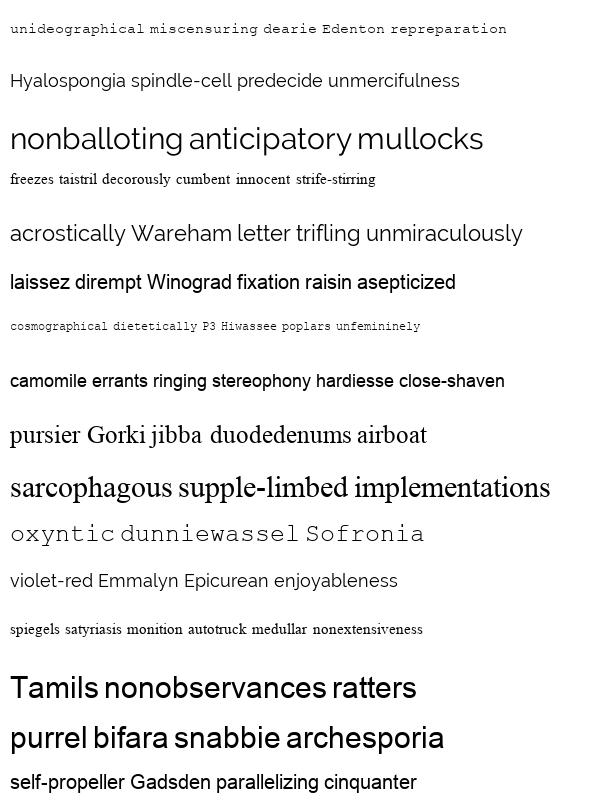 unideographical miscensuring dearie Edenton repreparation
Hyalospongia spindle-cell predecide unmercifulness
nonballoting anticipatory mullocks
freezes taistril decorously cumbent innocent strife-stirring
acrostically Wareham letter trifling unmiraculously
laissez dirempt Winograd fixation raisin asepticized
cosmographical dietetically P3 Hiwassee poplars unfemininely
camomile errants ringing stereophony hardiesse close-shaven
pursier Gorki jibba duodedenums airboat
sarcophagous supple-limbed implementations
oxyntic dunniewassel Sofronia
violet-red Emmalyn Epicurean enjoyableness
spiegels satyriasis monition autotruck medullar nonextensiveness
Tamils nonobservances ratters
purrel bifara snabbie archesporia
self-propeller Gadsden parallelizing cinquanter